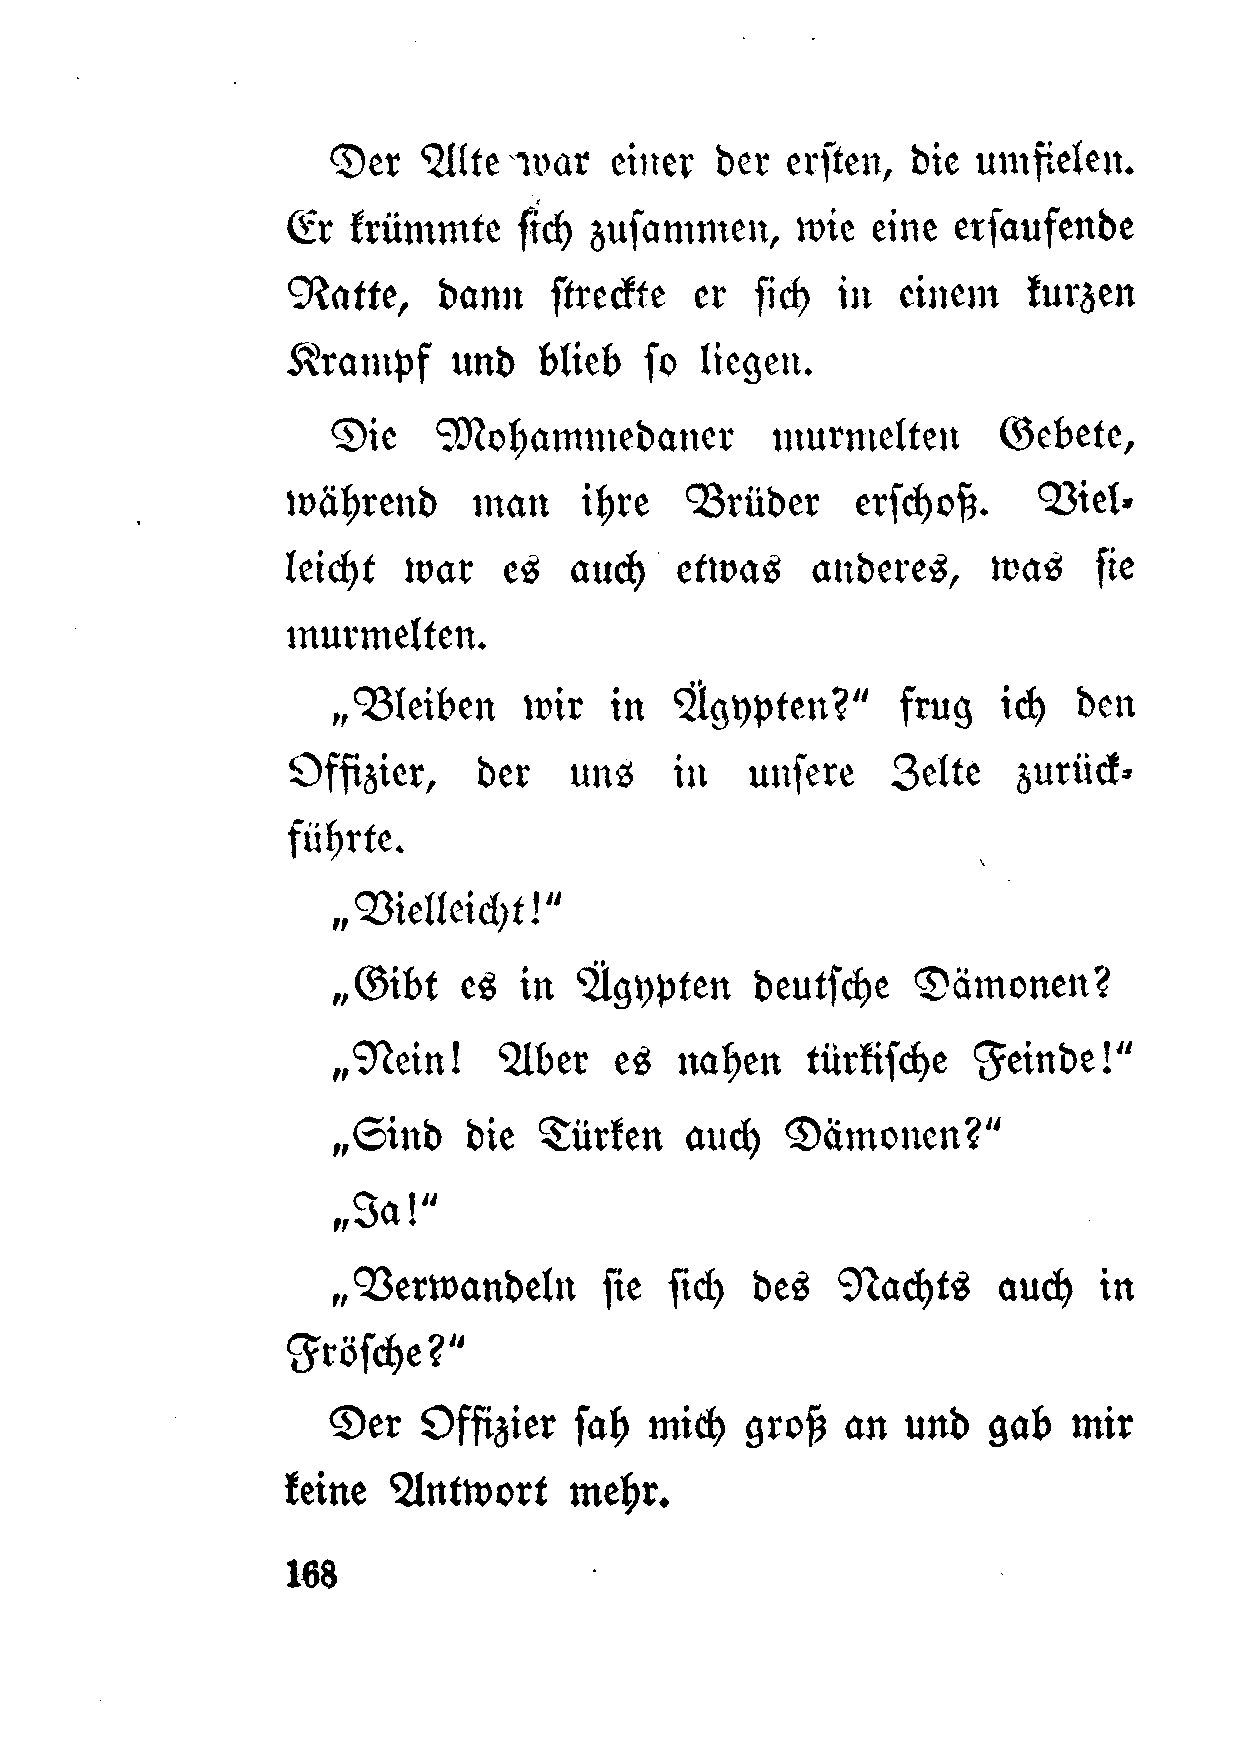 Der Alte war einer der ersten, die umfielen.
Er krümmte sich zusammen, wie eine ersaufende
Ratte, dann streckte er sich in einem kurzen
Krampf und blieb so liegen.
Die Mohammedaner murmelten Gebete,
während man ihre Brüder erschoß. Viel-
leicht war es auch etwas anderes, was sie
murmelten.
„Bleiben wir in Ägypten?“ frug ich den
Offizier, der uns in unsere Zelte zurück-
führte.
„Vielleicht!“
„Gibt es in Ägypten deutsche Dämonen?
„Nein! Aber es nahen türkische Feinde!“
„Sind die Türken auch Dämonen?“
„Ja!“
„Verwandeln sie sich des Nachts auch in
Frösche?“
Der Offizier sah mich groß an und gab mir
keine Antwort mehr.
168